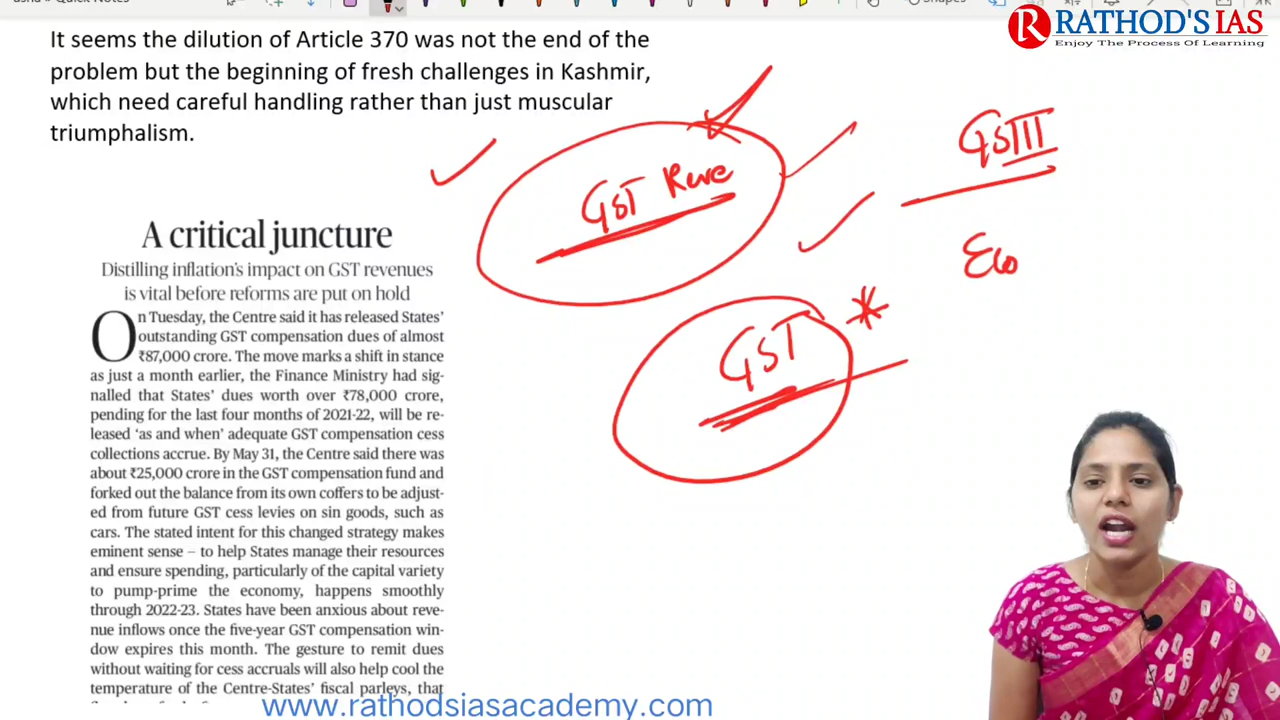 usha » Quick Notes
Shapes
RATHOD'S IAS
Enjoy The Process Of Learning
It seems the dilution of Article 370 was not the end of the
problem but the beginning of fresh challenges in Kashmir,
which need careful handling rather than just muscular
triumphalism.
GST Reve
GSIII
Eco
GST
A critical juncture
Distilling inflation's impact on GST revenues
is vital before reforms are put on hold
On Tuesday, the Centre said it has released States'
outstanding GST compensation dues of almost
₹87,000 crore. The move marks a shift in stance
as just a month earlier, the Finance Ministry had sig-
nalled that States' dues worth over ₹78,000 crore,
pending for the last four months of 2021-22, will be re-
leased 'as and when' adequate GST compensation cess
collections accrue. By May 31, the Centre said there was
about ₹25,000 crore in the GST compensation fund and
forked out the balance from its own coffers to be adjust-
ed from future GST cess levies on sin goods, such as
cars. The stated intent for this changed strategy makes
eminent sense – to help States manage their resources
and ensure spending, particularly of the capital variety
to pump-prime the economy, happens smoothly
through 2022-23. States have been anxious about reve-
nue inflows once the five-year GST compensation win-
dow expires this month. The gesture to remit dues
without waiting for cess accruals will also help cool the
temperature of the Centre-States' fiscal parleys, that
www.rathodsiasacademy.com